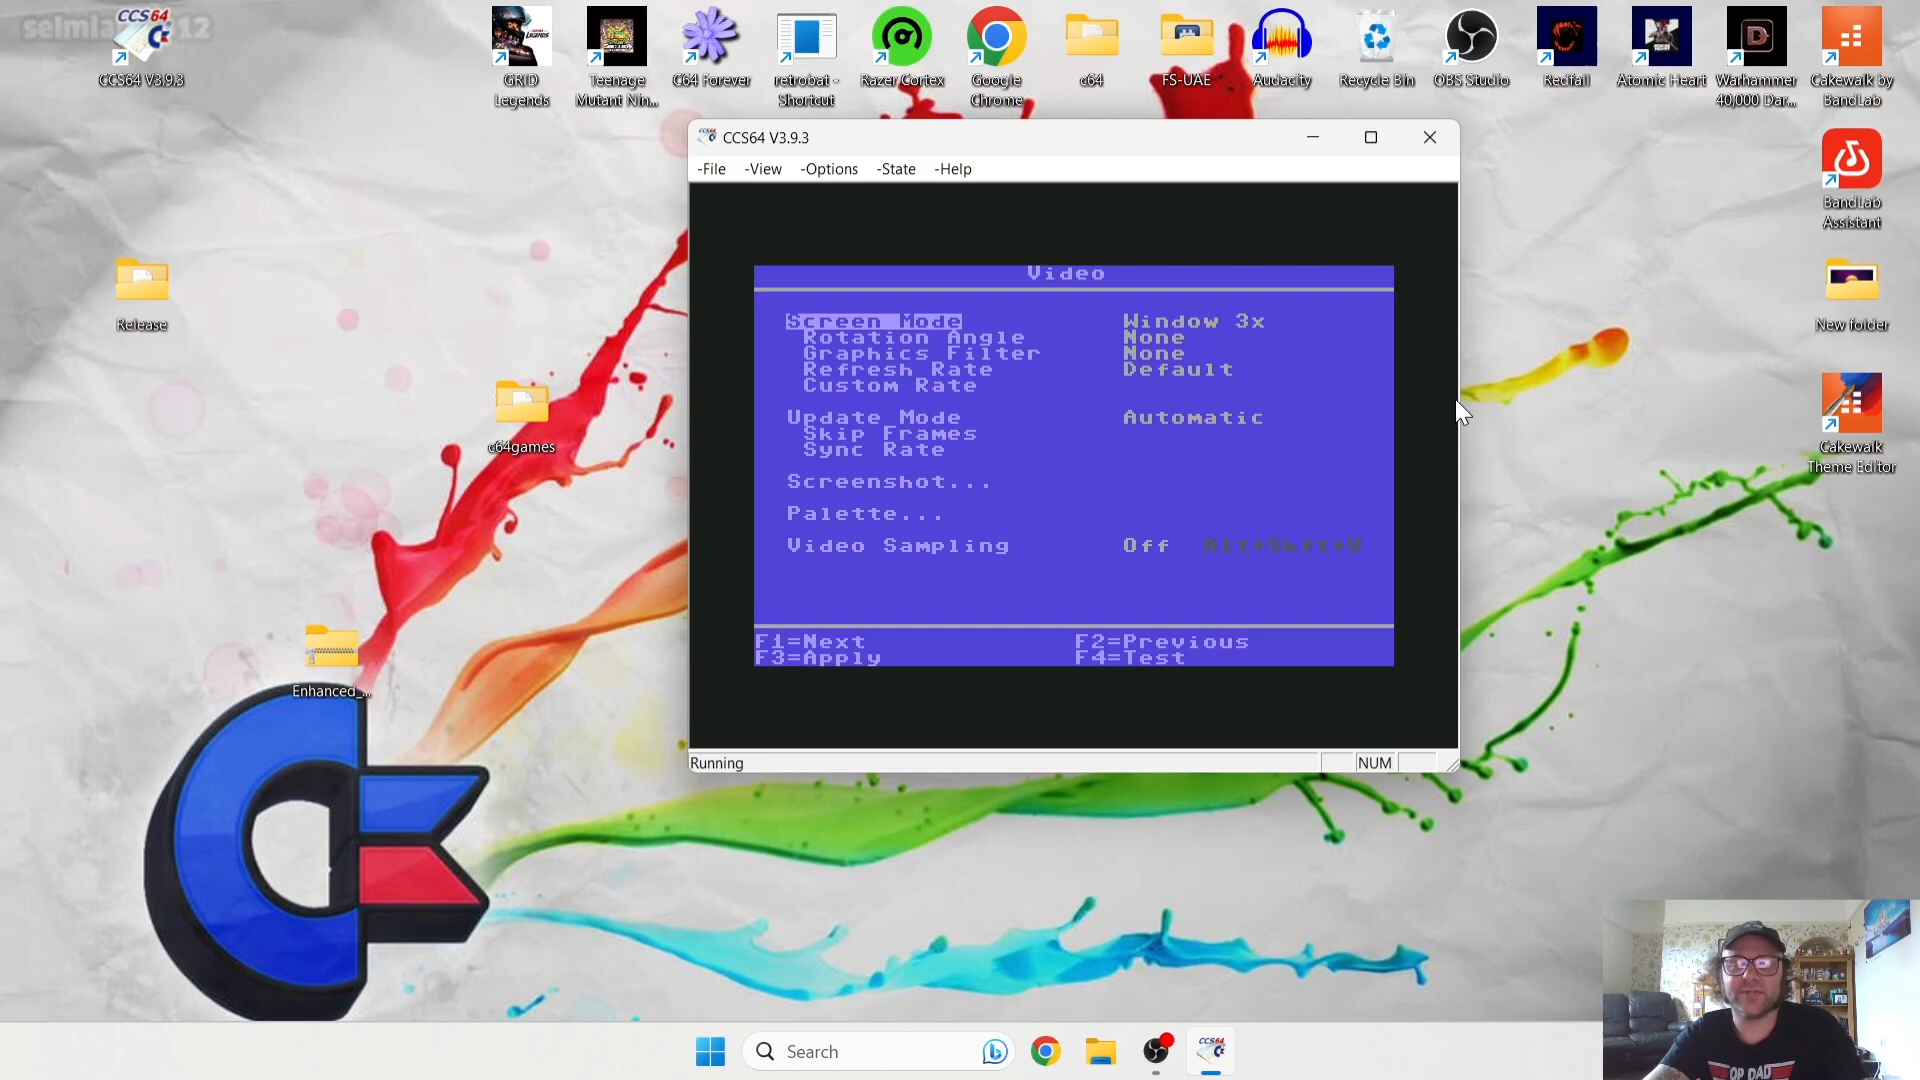 CCS64
CCS64 V3.9.3
GRID
Legends
Teenage
Mutant Nin...
C64 Forever
retrobat -
Shortcut
Razer Cortex
Google
Chrome
c64
FS-UAE
Audacity
Recycle Bin
OBS Studio
Redfall
Atomic Heart
Warhammer
40,000 Dar...
Cakewalk by
BandLab
BandLab
Assistant
Release
New folder
c64games
Cakewalk
Theme Editor
Enhanced_...
CCS64 V3.9.3
-File -View -Options -State -Help
Video
Screen Mode Window 3x
Rotation Angle None
Graphics Filter None
Refresh Rate Default
Custom Rate
Update Mode Automatic
Skip Frames
Sync Rate
Screenshot...
Palette...
Video Sampling Off Alt+Shft+V
F1=Next F2=Previous
F3=Apply F4=Test
Running NUM
Search
CCS64
OP DAD